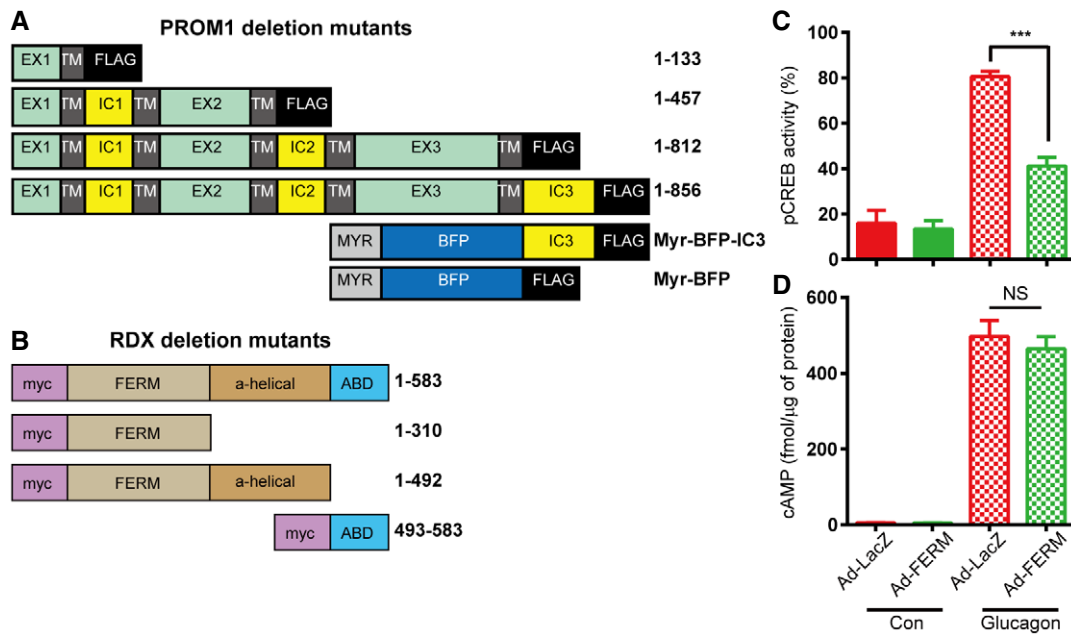 A
PROM1 deletion mutants
EX1 TM FLAG 1-133
EX1 TM IC1 TM EX2 TM FLAG 1-457
EX1 TM IC1 TM EX2 TM IC2 TM EX3 TM FLAG 1-812
EX1 TM IC1 TM EX2 TM IC2 TM EX3 TM IC3 FLAG 1-856
MYR BFP IC3 FLAG Myr-BFP-IC3
MYR BFP FLAG Myr-BFP
B
RDX deletion mutants
myc FERM a-helical ABD 1-583
myc FERM 1-310
myc FERM a-helical 1-492
myc ABD 493-583
C
pCREB activity (%)
100
80
60
40
20
0
***
D
cAMP (fmol/μg of protein)
600
400
200
0
NS
Ad-LacZ Ad-FERM Ad-LacZ Ad-FERM
Con Glucagon